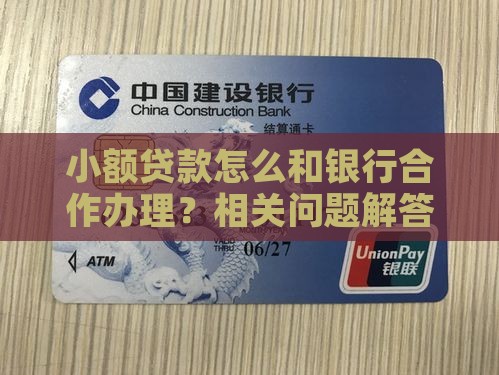 中国建设银行
China Construction Bank
结算通卡
小额贷款怎么和银行合
作办理？相关问题解答
VALID
THRU
06/27
ATM
UnionPay
银联